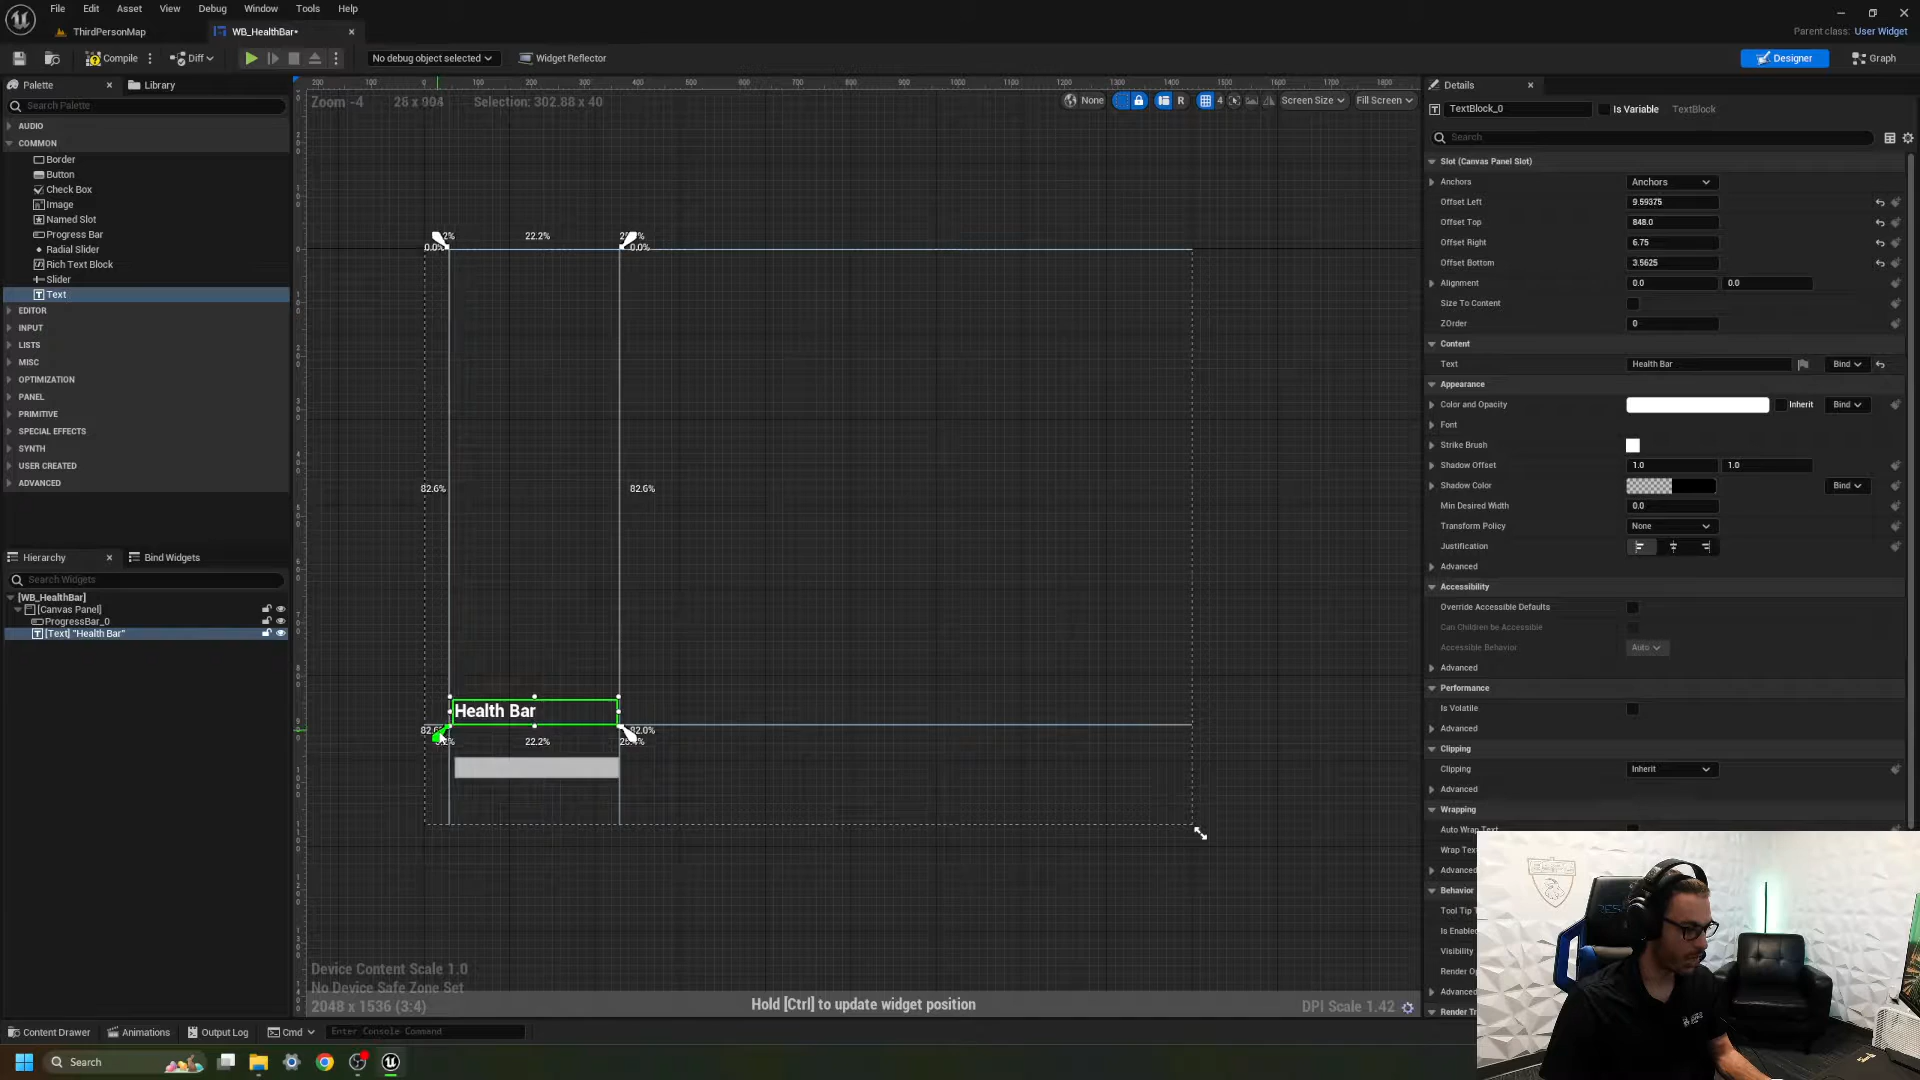 File Edit Asset View Debug Window Tools Help
ThirdPersonMap WB_HealthBar•
Parent class: User Widget
Compile Diff No debug object selected Widget Reflector Designer Graph
Palette Library
Search Palette
AUDIO
COMMON
Border
Button
Check Box
Image
Named Slot
Progress Bar
Radial Slider
Rich Text Block
Slider
Text
EDITOR
INPUT
LISTS
MISC
OPTIMIZATION
PANEL
PRIMITIVE
SPECIAL EFFECTS
SYNTH
USER CREATED
ADVANCED
Hierarchy Bind Widgets
Search Widgets
[WB_HealthBar]
[Canvas Panel]
ProgressBar_0
[Text] "Health Bar"
200 100 0 100 200 300 400 500 600 700 800 900 1000 1100 1200 1300 1400 1500 1600 1700 1800
Zoom -4 26 x 904 Selection: 302.88 x 40
None R 4 Screen Size Fill Screen
22.2%
0.0% 0.0%
82.6% 82.6%
Health Bar
22.2%
Device Content Scale 1.0
No Device Safe Zone Set
2048 x 1536 (3:4)
Hold [Ctrl] to update widget position
DPI Scale 1.42
Details
TextBlock_0 Is Variable TextBlock
Search
Slot (Canvas Panel Slot)
Anchors Anchors
Offset Left 9.59375
Offset Top 848.0
Offset Right 6.75
Offset Bottom 3.5625
Alignment 0.0 0.0
Size To Content
ZOrder 0
Content
Text Health Bar Bind
Appearance
Color and Opacity Inherit Bind
Font
Strike Brush
Shadow Offset 1.0 1.0
Shadow Color Bind
Min Desired Width 0.0
Transform Policy None
Justification
Advanced
Accessibility
Override Accessible Defaults
Can Children be Accessible
Accessible Behavior Auto
Advanced
Performance
Is Volatile
Advanced
Clipping
Clipping Inherit
Advanced
Wrapping
Auto Wrap Text
Wrap
Advanced
Behavior
Tool Tip
Is Enabled
Visibility
Render
Advanced
Render
Content Drawer Animations Output Log Cmd Enter Console Command
Search